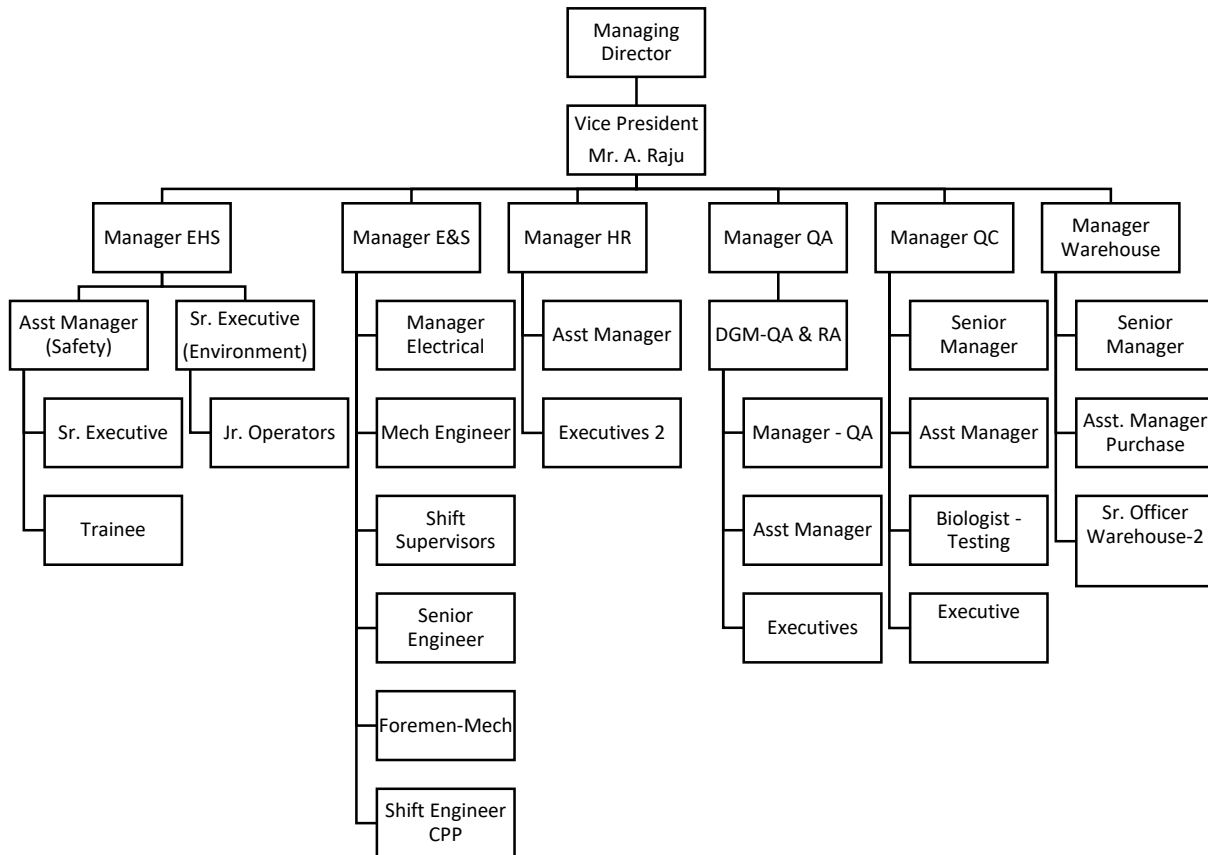 Managing
Director
Vice President
Mr. A. Raju
Manager EHS
Manager E&S
Manager HR
Manager QA
Manager QC
Manager
Warehouse
Asst Manager
(Safety)
Sr. Executive
(Environment)
Manager
Electrical
Asst Manager
DGM-QA & RA
Senior
Manager
Senior
Manager
Sr. Executive
Jr. Operators
Mech Engineer
Executives 2
Manager - QA
Asst Manager
Asst. Manager
Purchase
Trainee
Shift
Supervisors
Asst Manager
Biologist -
Testing
Sr. Officer
Warehouse-2
Senior
Engineer
Executives
Executive
Foremen-Mech
Shift Engineer
CPP